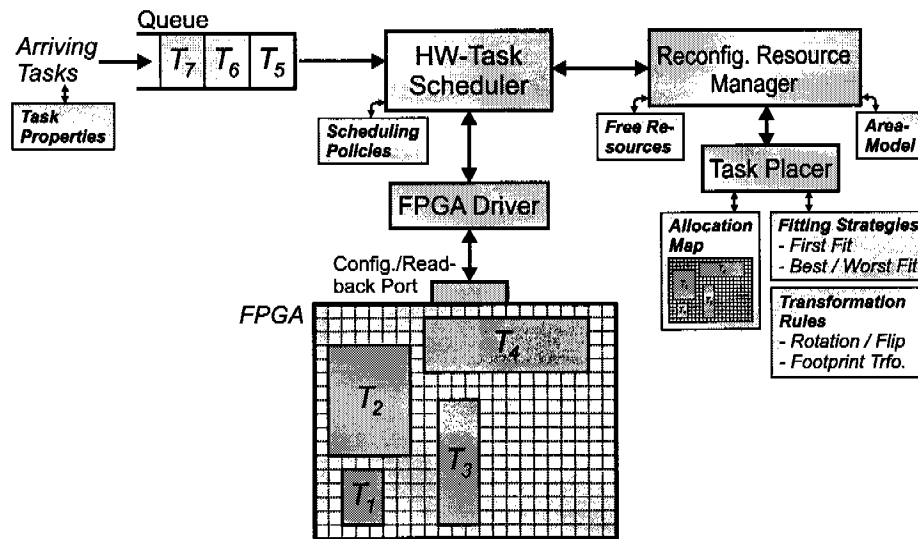 Queue
Arriving
Tasks
T7 T6 T5
HW-Task
Scheduler
Reconfig. Resource
Manager
Task
Properties
Scheduling
Policies
Free Re-
sources
Area-
Model
Task Placer
FPGA Driver
Allocation
Map
Fitting Strategies
- First Fit
- Best / Worst Fit
Config./Read-
back Port
FPGA
Transformation
Rules
- Rotation / Flip
- Footprint Trfo.
T4
T2
T3
T1